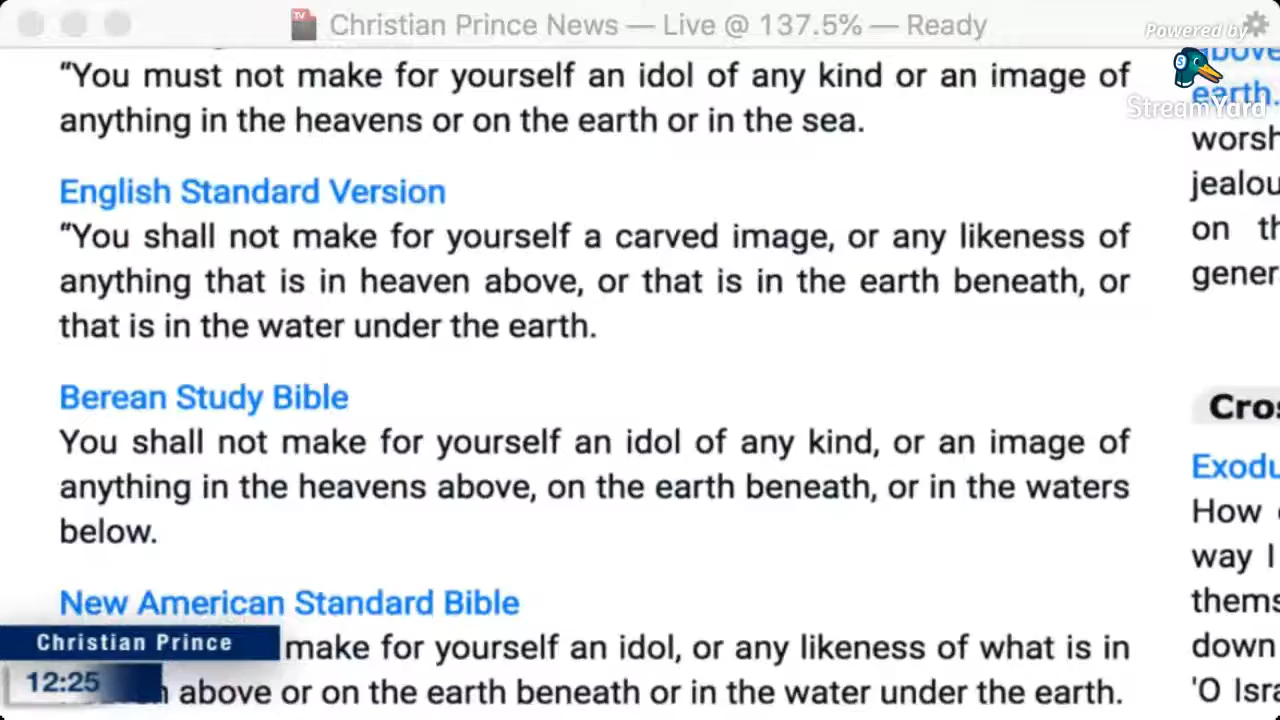 Christian Prince News — Live @ 137.5% — Ready
Powered by
StreamYard
“You must not make for yourself an idol of any kind or an image of
anything in the heavens or on the earth or in the sea.
English Standard Version
“You shall not make for yourself a carved image, or any likeness of
anything that is in heaven above, or that is in the earth beneath, or
that is in the water under the earth.
Berean Study Bible
You shall not make for yourself an idol of any kind, or an image of
anything in the heavens above, on the earth beneath, or in the waters
below.
New American Standard Bible
make for yourself an idol, or any likeness of what is in
above or on the earth beneath or in the water under the earth.
Christian Prince
12:25
above
earth.
worsh
jealou
on th
gener
Cros
Exodu
How
way I
thems
down
'O Isra